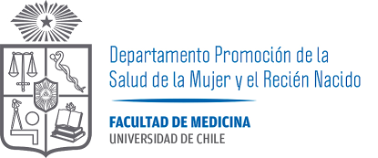 Departamento Promoción de la
Salud de la Mujer y el Recién Nacido
FACULTAD DE MEDICINA
UNIVERSIDAD DE CHILE